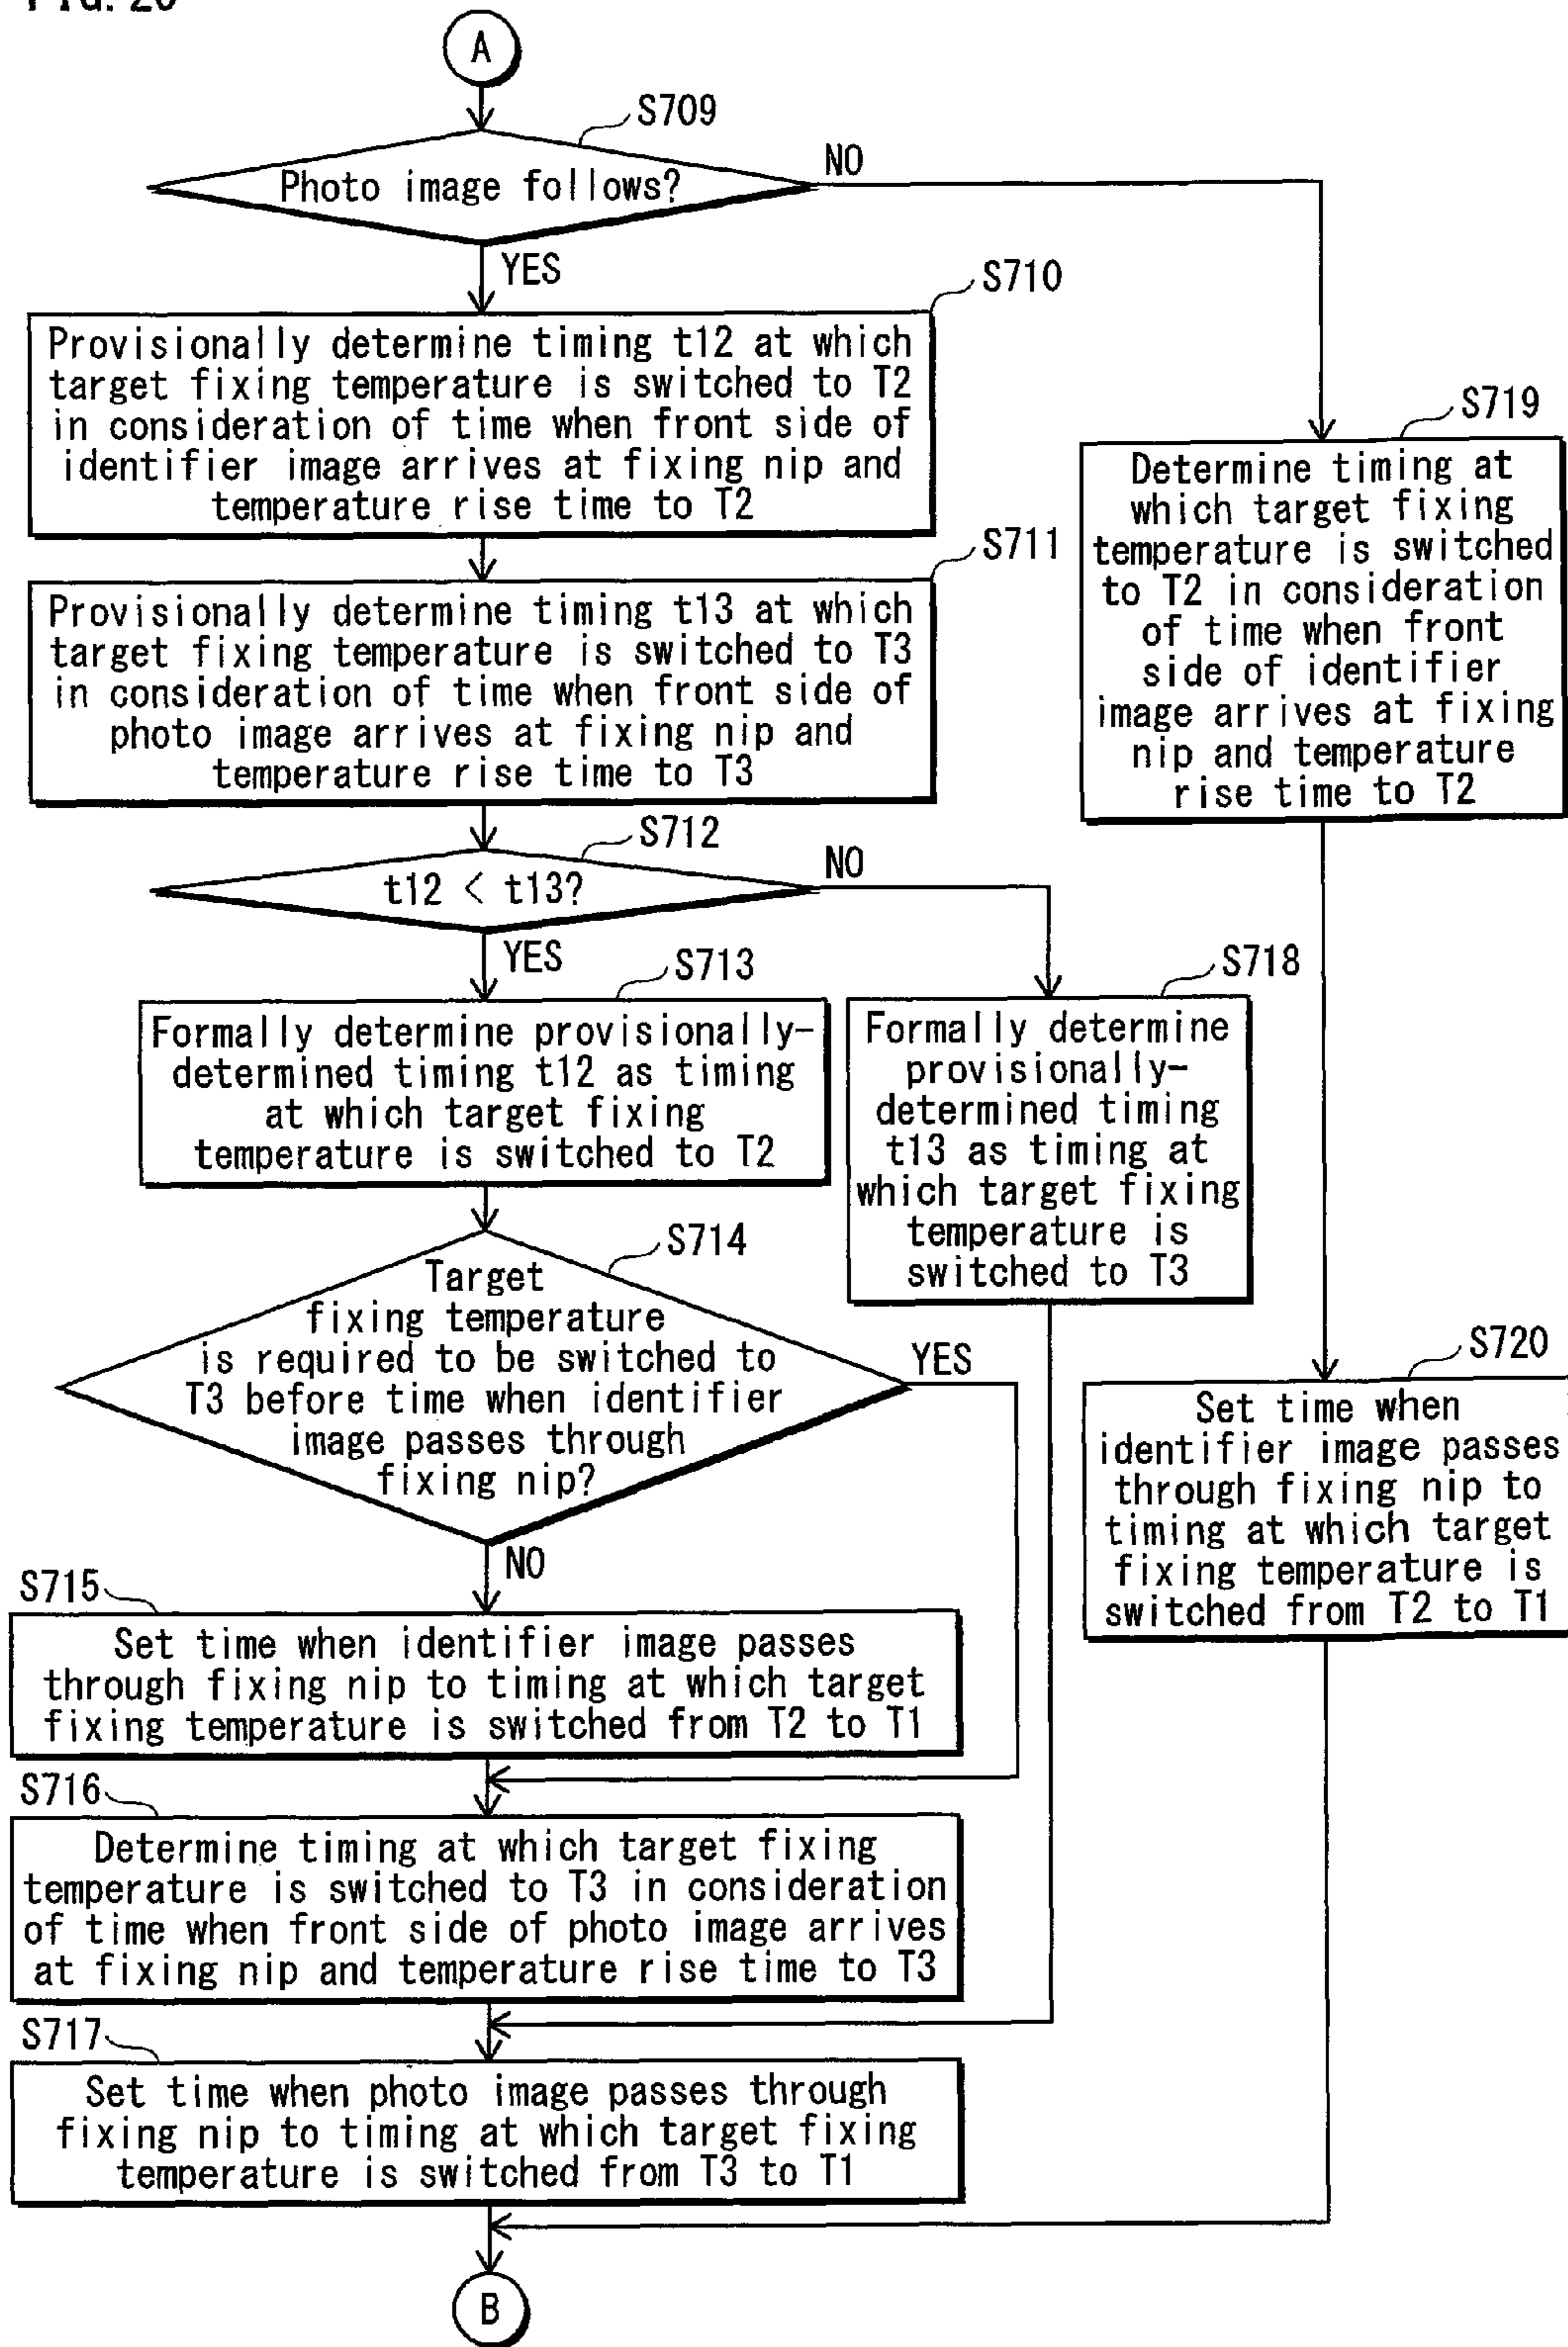 FIG. 20
A
S709
Photo image follows?
NO
YES
S710
Provisionally determine timing t12 at which
target fixing temperature is switched to T2
in consideration of time when front side of
identifier image arrives at fixing nip and
temperature rise time to T2
S711
Provisionally determine timing t13 at which
target fixing temperature is switched to T3
in consideration of time when front side of
photo image arrives at fixing nip and
temperature rise time to T3
S719
Determine timing at
which target fixing
temperature is switched
to T2 in consideration
of time when front
side of identifier
image arrives at fixing
nip and temperature
rise time to T2
S712
t12 < t13?
NO
YES
S713
Formally determine provisionally-
determined timing t12 as timing
at which target fixing
temperature is switched to T2
S718
Formally determine
provisionally-
determined timing
t13 as timing at
which target fixing
temperature is
switched to T3
S714
Target
fixing temperature
is required to be switched to
T3 before time when identifier
image passes through
fixing nip?
YES
NO
S720
Set time when
identifier image passes
through fixing nip to
timing at which target
fixing temperature is
switched from T2 to T1
S715
Set time when identifier image passes
through fixing nip to timing at which target
fixing temperature is switched from T2 to T1
S716
Determine timing at which target fixing
temperature is switched to T3 in consideration
of time when front side of photo image arrives
at fixing nip and temperature rise time to T3
S717
Set time when photo image passes through
fixing nip to timing at which target fixing
temperature is switched from T3 to T1
B